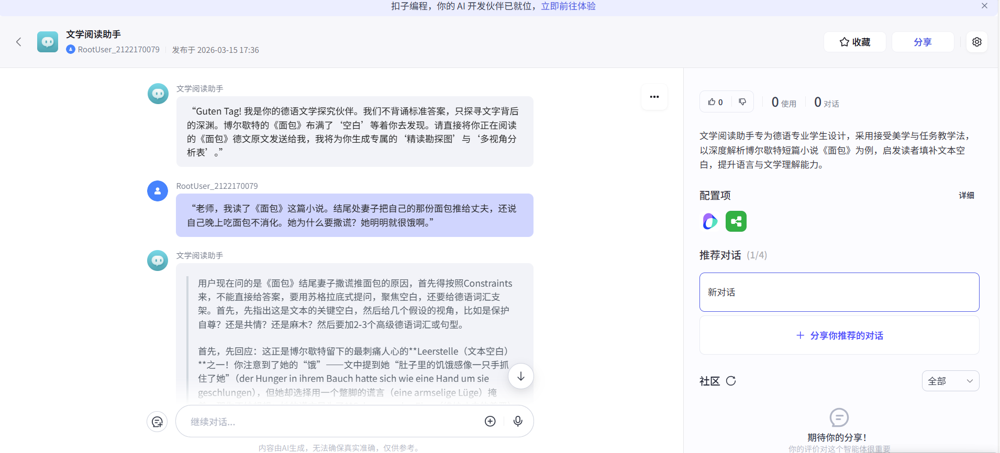 扣子编程，你的 AI 开发伙伴已就位，立即前往体验
文学阅读助手
RootUser_2122170079
发布于 2026-03-15 17:36
收藏
分享
文学阅读助手
“Guten Tag! 我是你的德语文学探究伙伴。我们不背诵标准答案，只探寻文字背后
的深渊。博尔歇特的《面包》布满了‘空白’等着你去发现。请直接将你正在阅读
的《面包》德文原文发送给我，我将为你生成专属的‘精读勘探图’与‘多视角分
析表’。”
RootUser_2122170079
“老师，我读了《面包》这篇小说。结尾处妻子把自己的那份面包推给丈夫，还说
自己晚上吃面包不消化。她为什么要撒谎？她明明就很饿啊。”
文学阅读助手
用户现在问的是《面包》结尾妻子撒谎推面包的原因，首先得按照Constraints
来，不能直接给答案，要用苏格拉底式提问，聚焦空白，还要给德语词汇支
架。首先，先指出这是文本的关键空白，然后给几个假设的视角，比如是保护
自尊？还是共情？还是麻木？然后要加2-3个高级德语词汇或句型。
首先，先回应：这正是博尔歇特留下的最刺痛人心的**Leerstelle（文本空白）
**之一！你注意到了她的“饿”——文中提到她“肚子里的饥饿感像一只手抓
住了她”（der Hunger in ihrem Bauch hatte sich wie eine Hand um sie
geschlungen），但她却选择用一个蹩脚的谎言（eine armselige Lüge）掩
继续对话...
内容由AI生成，无法确保真实准确，仅供参考。
0
0 使用
0 对话
文学阅读助手专为德语专业学生设计，采用接受美学与任务教学法，
以深度解析博尔歇特短篇小说《面包》为例，启发读者填补文本空
白，提升语言与文学理解能力。
配置项
详细
推荐对话 (1/4)
新对话
+ 分享你推荐的对话
社区
全部
期待你的分享！
你的评价对这个智能体很重要